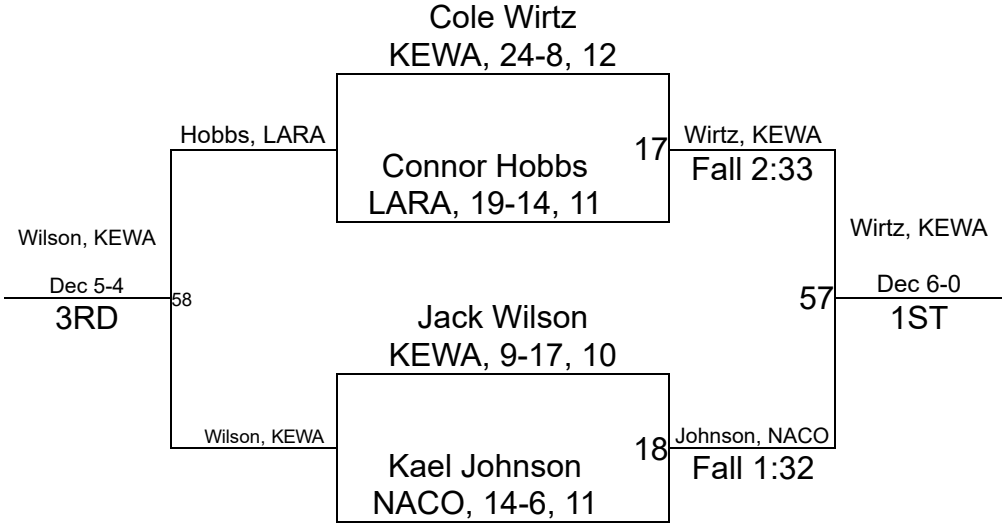 Cole Wirtz
KEWA, 24-8, 12
Hobbs, LARA
Connor Hobbs
LARA, 19-14, 11
17
Wirtz, KEWA
Fall 2:33
Wilson, KEWA
Dec 5-4
3RD
58
Wirtz, KEWA
57
Dec 6-0
1ST
Jack Wilson
KEWA, 9-17, 10
Wilson, KEWA
Kael Johnson
NACO, 14-6, 11
18
Johnson, NACO
Fall 1:32